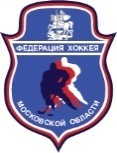 ФЕДЕРАЦИЯ ХОККЕЯ
МОСКОВСКОЙ ОБЛАСТИ